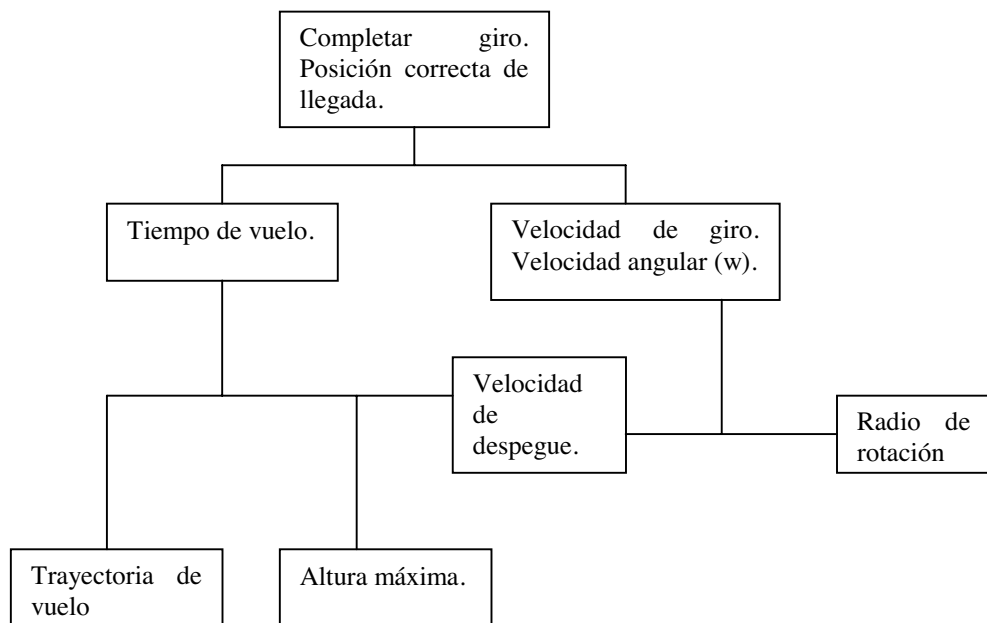 Completar giro.
Posición correcta de
llegada.
Tiempo de vuelo.
Velocidad de giro.
Velocidad angular (w).
Velocidad
de
despegue.
Radio de
rotación
Trayectoria de
vuelo
Altura máxima.